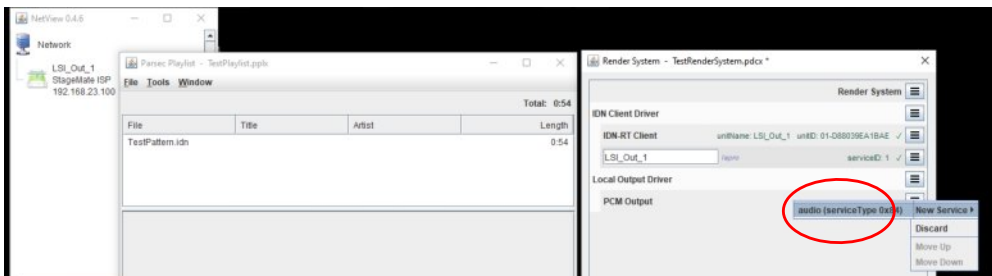 NetView 0.4.6
Network
LSI_Out_1
StageMate ISP
192.168.23.100
Parsec Playlist - TestPlaylist.pplx
File Tools Window
Total: 0:54
File Title Artist Length
TestPattern.idn 0:54
Render System - TestRenderSystem.pdcx *
Render System
IDN Client Driver
IDN-RT Client unitName: LSI_Out_1 unitID: 01-D88039EA1BAE ✓
LSI_Out_1 serviceID: 1 ✓
Local Output Driver
PCM Output
audio (serviceType 0x84) New Service
Discard
Move Up
Move Down